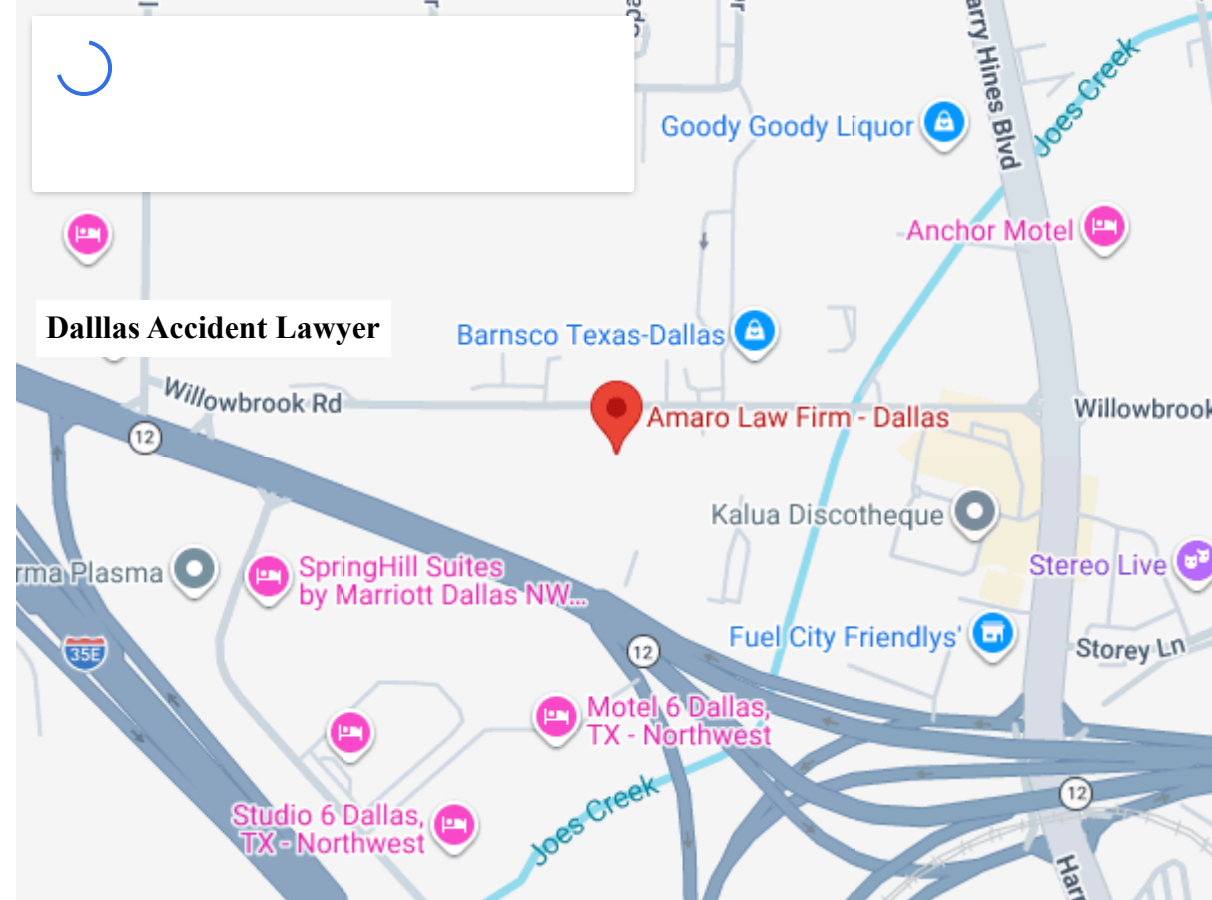 arry Hines Blvd
Joes Creek
Goody Goody Liquor
Anchor Motel
Dalllas Accident Lawyer
Barnsco Texas-Dallas
Willowbrook Rd
Amaro Law Firm - Dallas
Willowbrook
12
Kalua Discotheque
rma Plasma
SpringHill Suites
by Marriott Dallas NW...
Stereo Live
Fuel City Friendlys'
35E
12
Storey Ln
Motel 6 Dallas,
TX - Northwest
12
Studio 6 Dallas,
TX - Northwest
Joes Creek
Harr